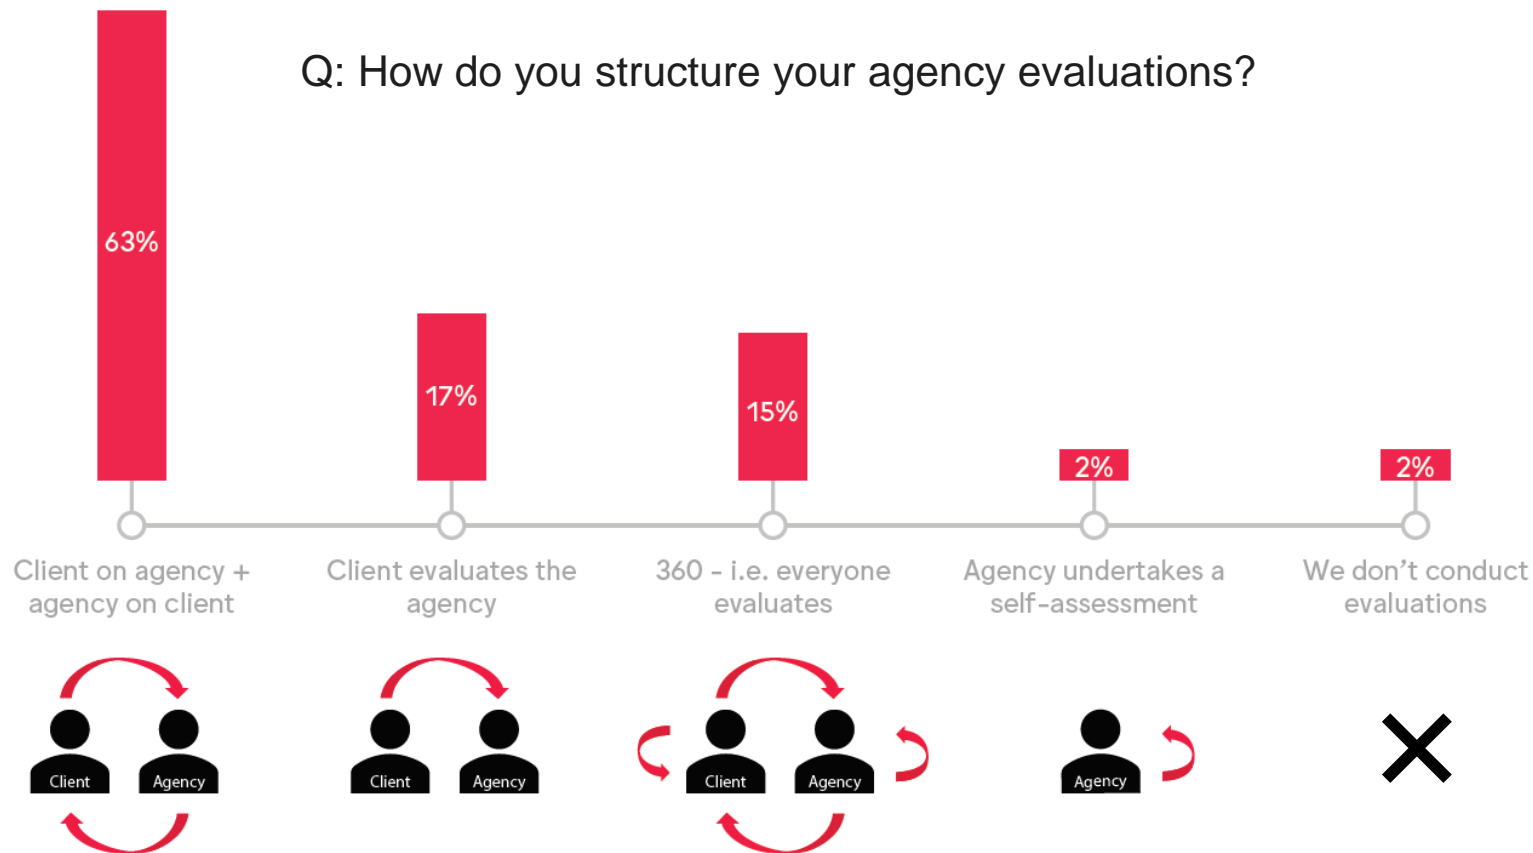 Q: How do you structure your agency evaluations?
63%
17%
15%
2%
2%
Client on agency +
agency on client
Client evaluates the
agency
360 - i.e. everyone
evaluates
Agency undertakes a
self-assessment
We don’t conduct
evaluations
Client
Agency
Client
Agency
Client
Agency
Agency